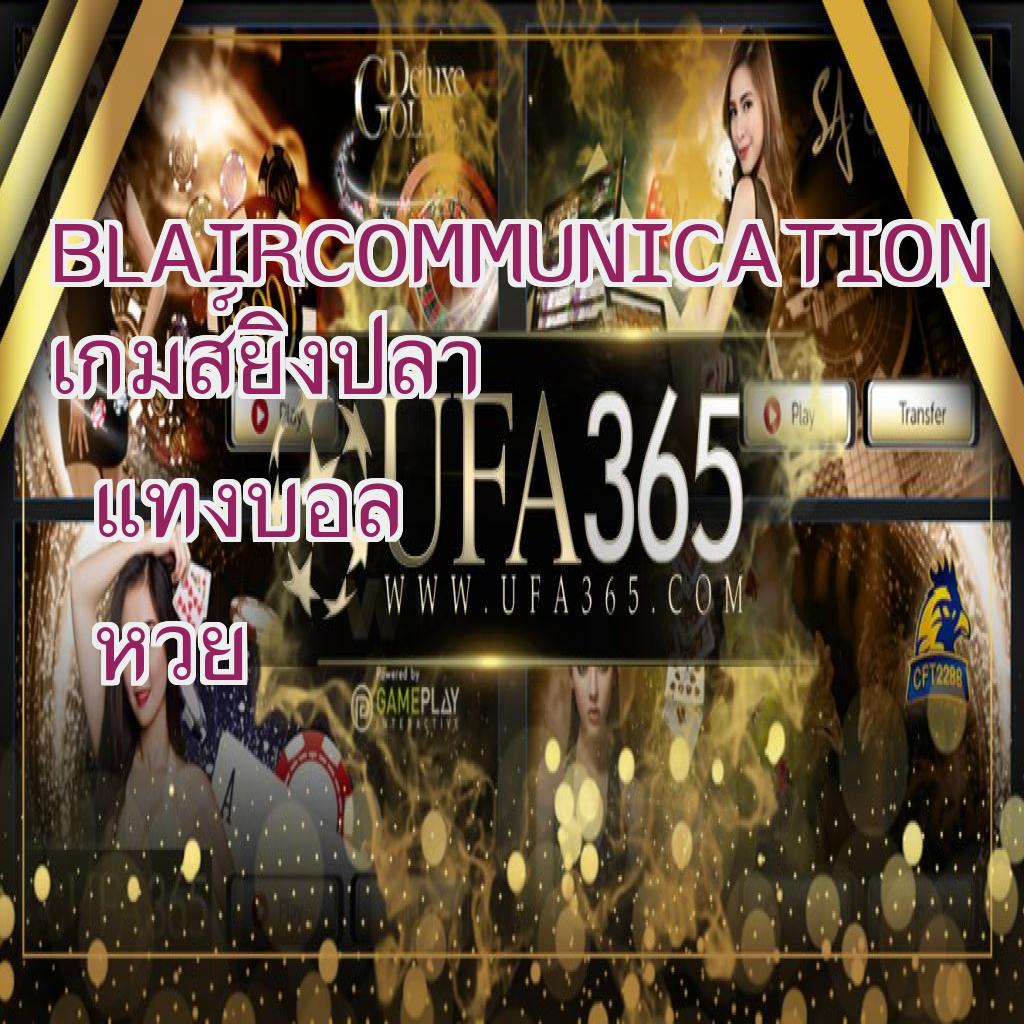 Deluxe
GOLD
SA
BLAIRCOMMUNICATION
เกมส์ยิงปลา
Play
Play
Transfer
แทงบอล
UFA365
WWW.UFA365.COM
หวย
CFT2288
Powered by
GAMEPLAY
INTERACTIVE
A